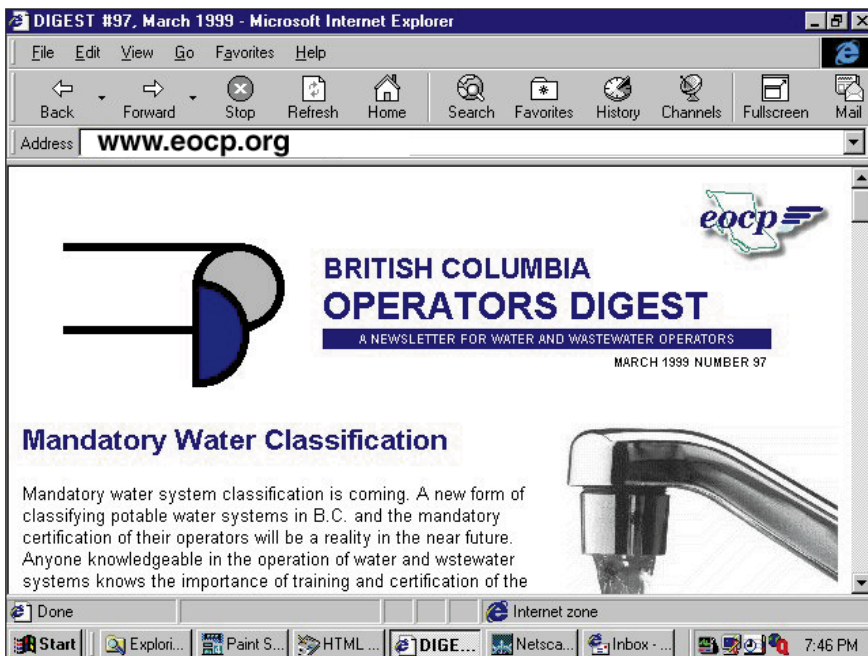 DIGEST #97, March 1999 - Microsoft Internet Explorer
File Edit View Go Favorites Help
Back Forward Stop Refresh Home Search Favorites History Channels Fullscreen Mail
Address www.eocp.org
eocp
BRITISH COLUMBIA
OPERATORS DIGEST
A NEWSLETTER FOR WATER AND WASTEWATER OPERATORS
MARCH 1999 NUMBER 97
Mandatory Water Classification
Mandatory water system classification is coming. A new form of
classifying potable water systems in B.C. and the mandatory
certification of their operators will be a reality in the near future.
Anyone knowledgeable in the operation of water and wstewater
systems knows the importance of training and certification of the
Done Internet zone
Start Explori... Paint S... HTML ... DIGE... Netsca... Inbox - ... 7:46 PM